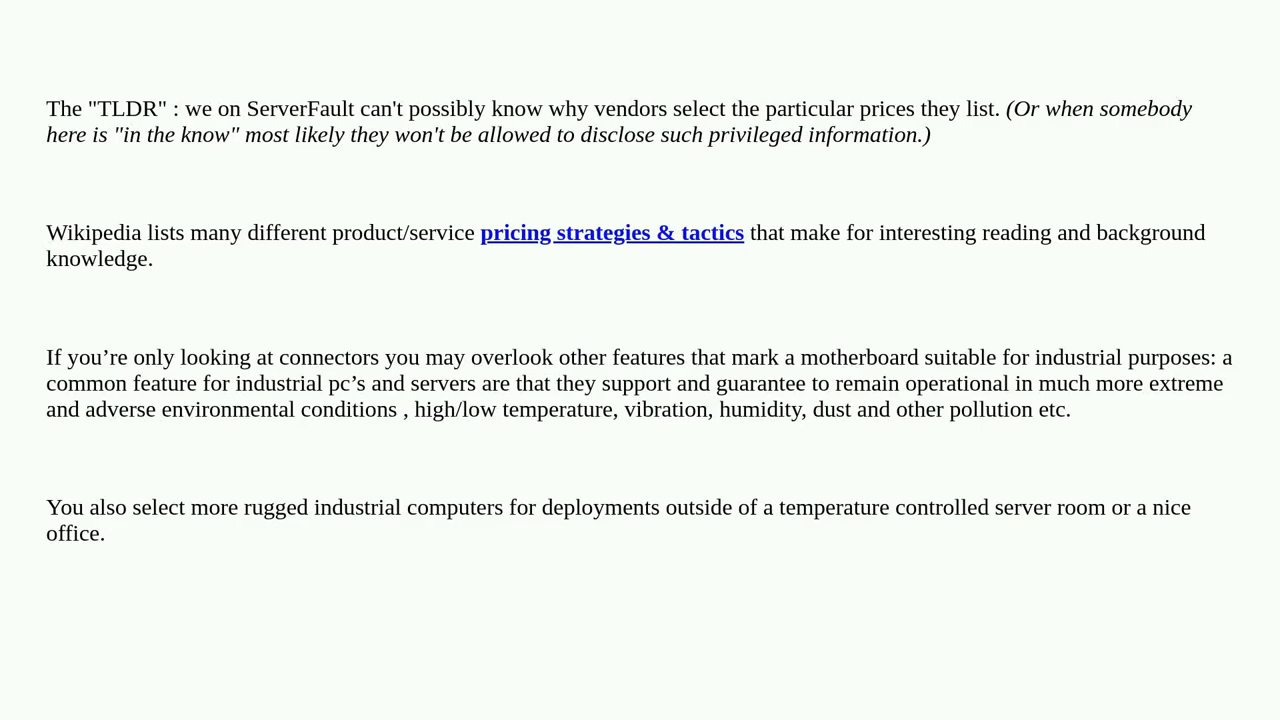 The "TLDR" : we on ServerFault can't possibly know why vendors select the particular prices they list. (Or when somebody
here is "in the know" most likely they won't be allowed to disclose such privileged information.)
Wikipedia lists many different product/service pricing strategies & tactics that make for interesting reading and background
knowledge.
If you’re only looking at connectors you may overlook other features that mark a motherboard suitable for industrial purposes: a
common feature for industrial pc’s and servers are that they support and guarantee to remain operational in much more extreme
and adverse environmental conditions , high/low temperature, vibration, humidity, dust and other pollution etc.
You also select more rugged industrial computers for deployments outside of a temperature controlled server room or a nice
office.